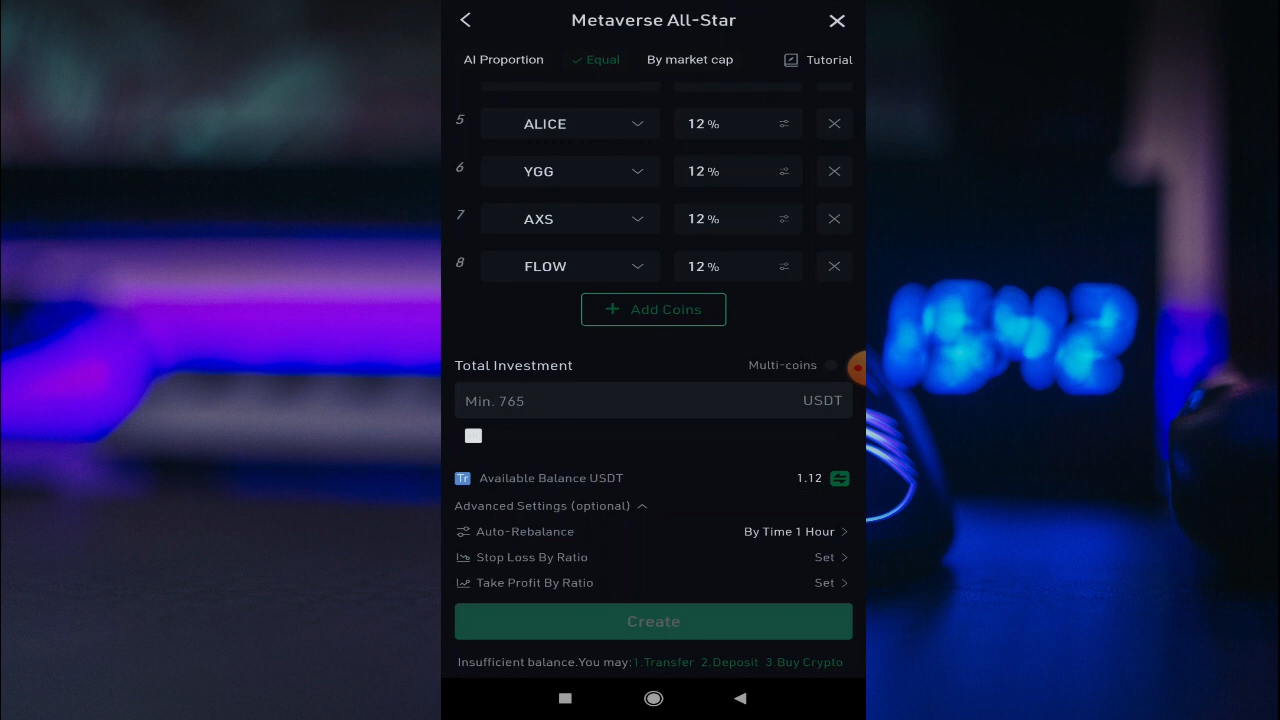 Metaverse All-Star
AI Proportion Equal By market cap Tutorial
5 ALICE 12 %
6 YGG 12 %
7 AXS 12 %
8 FLOW 12 %
+ Add Coins
Total Investment Multi-coins
Min. 765 USDT
Tr Available Balance USDT 1.12
Advanced Settings (optional)
Auto-Rebalance By Time 1 Hour
Stop Loss By Ratio Set
Take Profit By Ratio Set
Create
Insufficient balance.You may:1.Transfer 2.Deposit 3.Buy Crypto